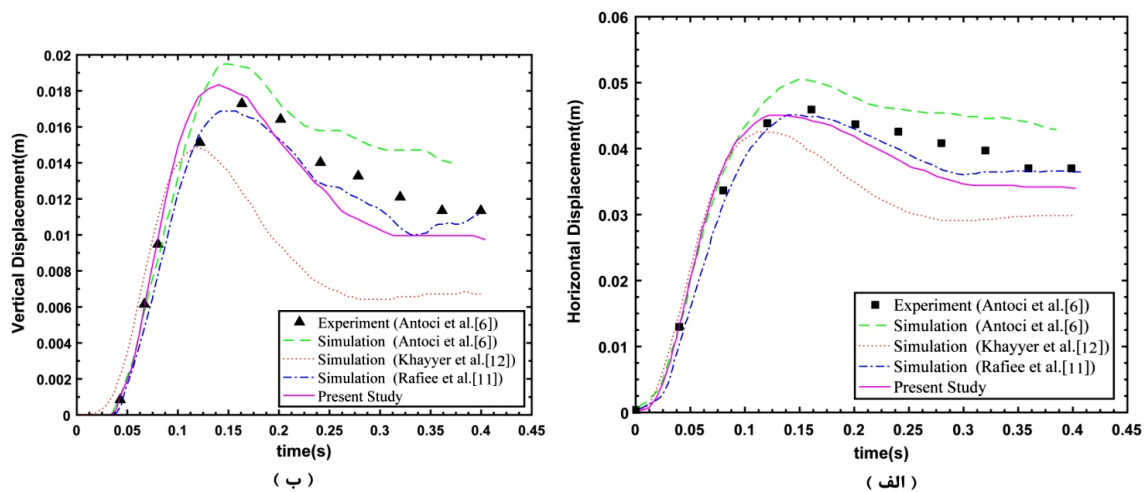 Vertical Displacement(m)
0.02
0.018
0.016
0.014
0.012
0.01
0.008
0.006
0.004
0.002
0
0 0.05 0.1 0.15 0.2 0.25 0.3 0.35 0.4 0.45
time(s)
Experiment (Antoci et al.[6])
Simulation (Antoci et al.[6])
Simulation (Khayyer et al.[12])
Simulation (Rafiee et al.[11])
Present Study
( ب )
Horizontal Displacement(m)
0.06
0.05
0.04
0.03
0.02
0.01
0
0 0.05 0.1 0.15 0.2 0.25 0.3 0.35 0.4 0.45
time(s)
Experiment (Antoci et al.[6])
Simulation (Antoci et al.[6])
Simulation (Khayyer et al.[12])
Simulation (Rafiee et al.[11])
Present Study
( الف )